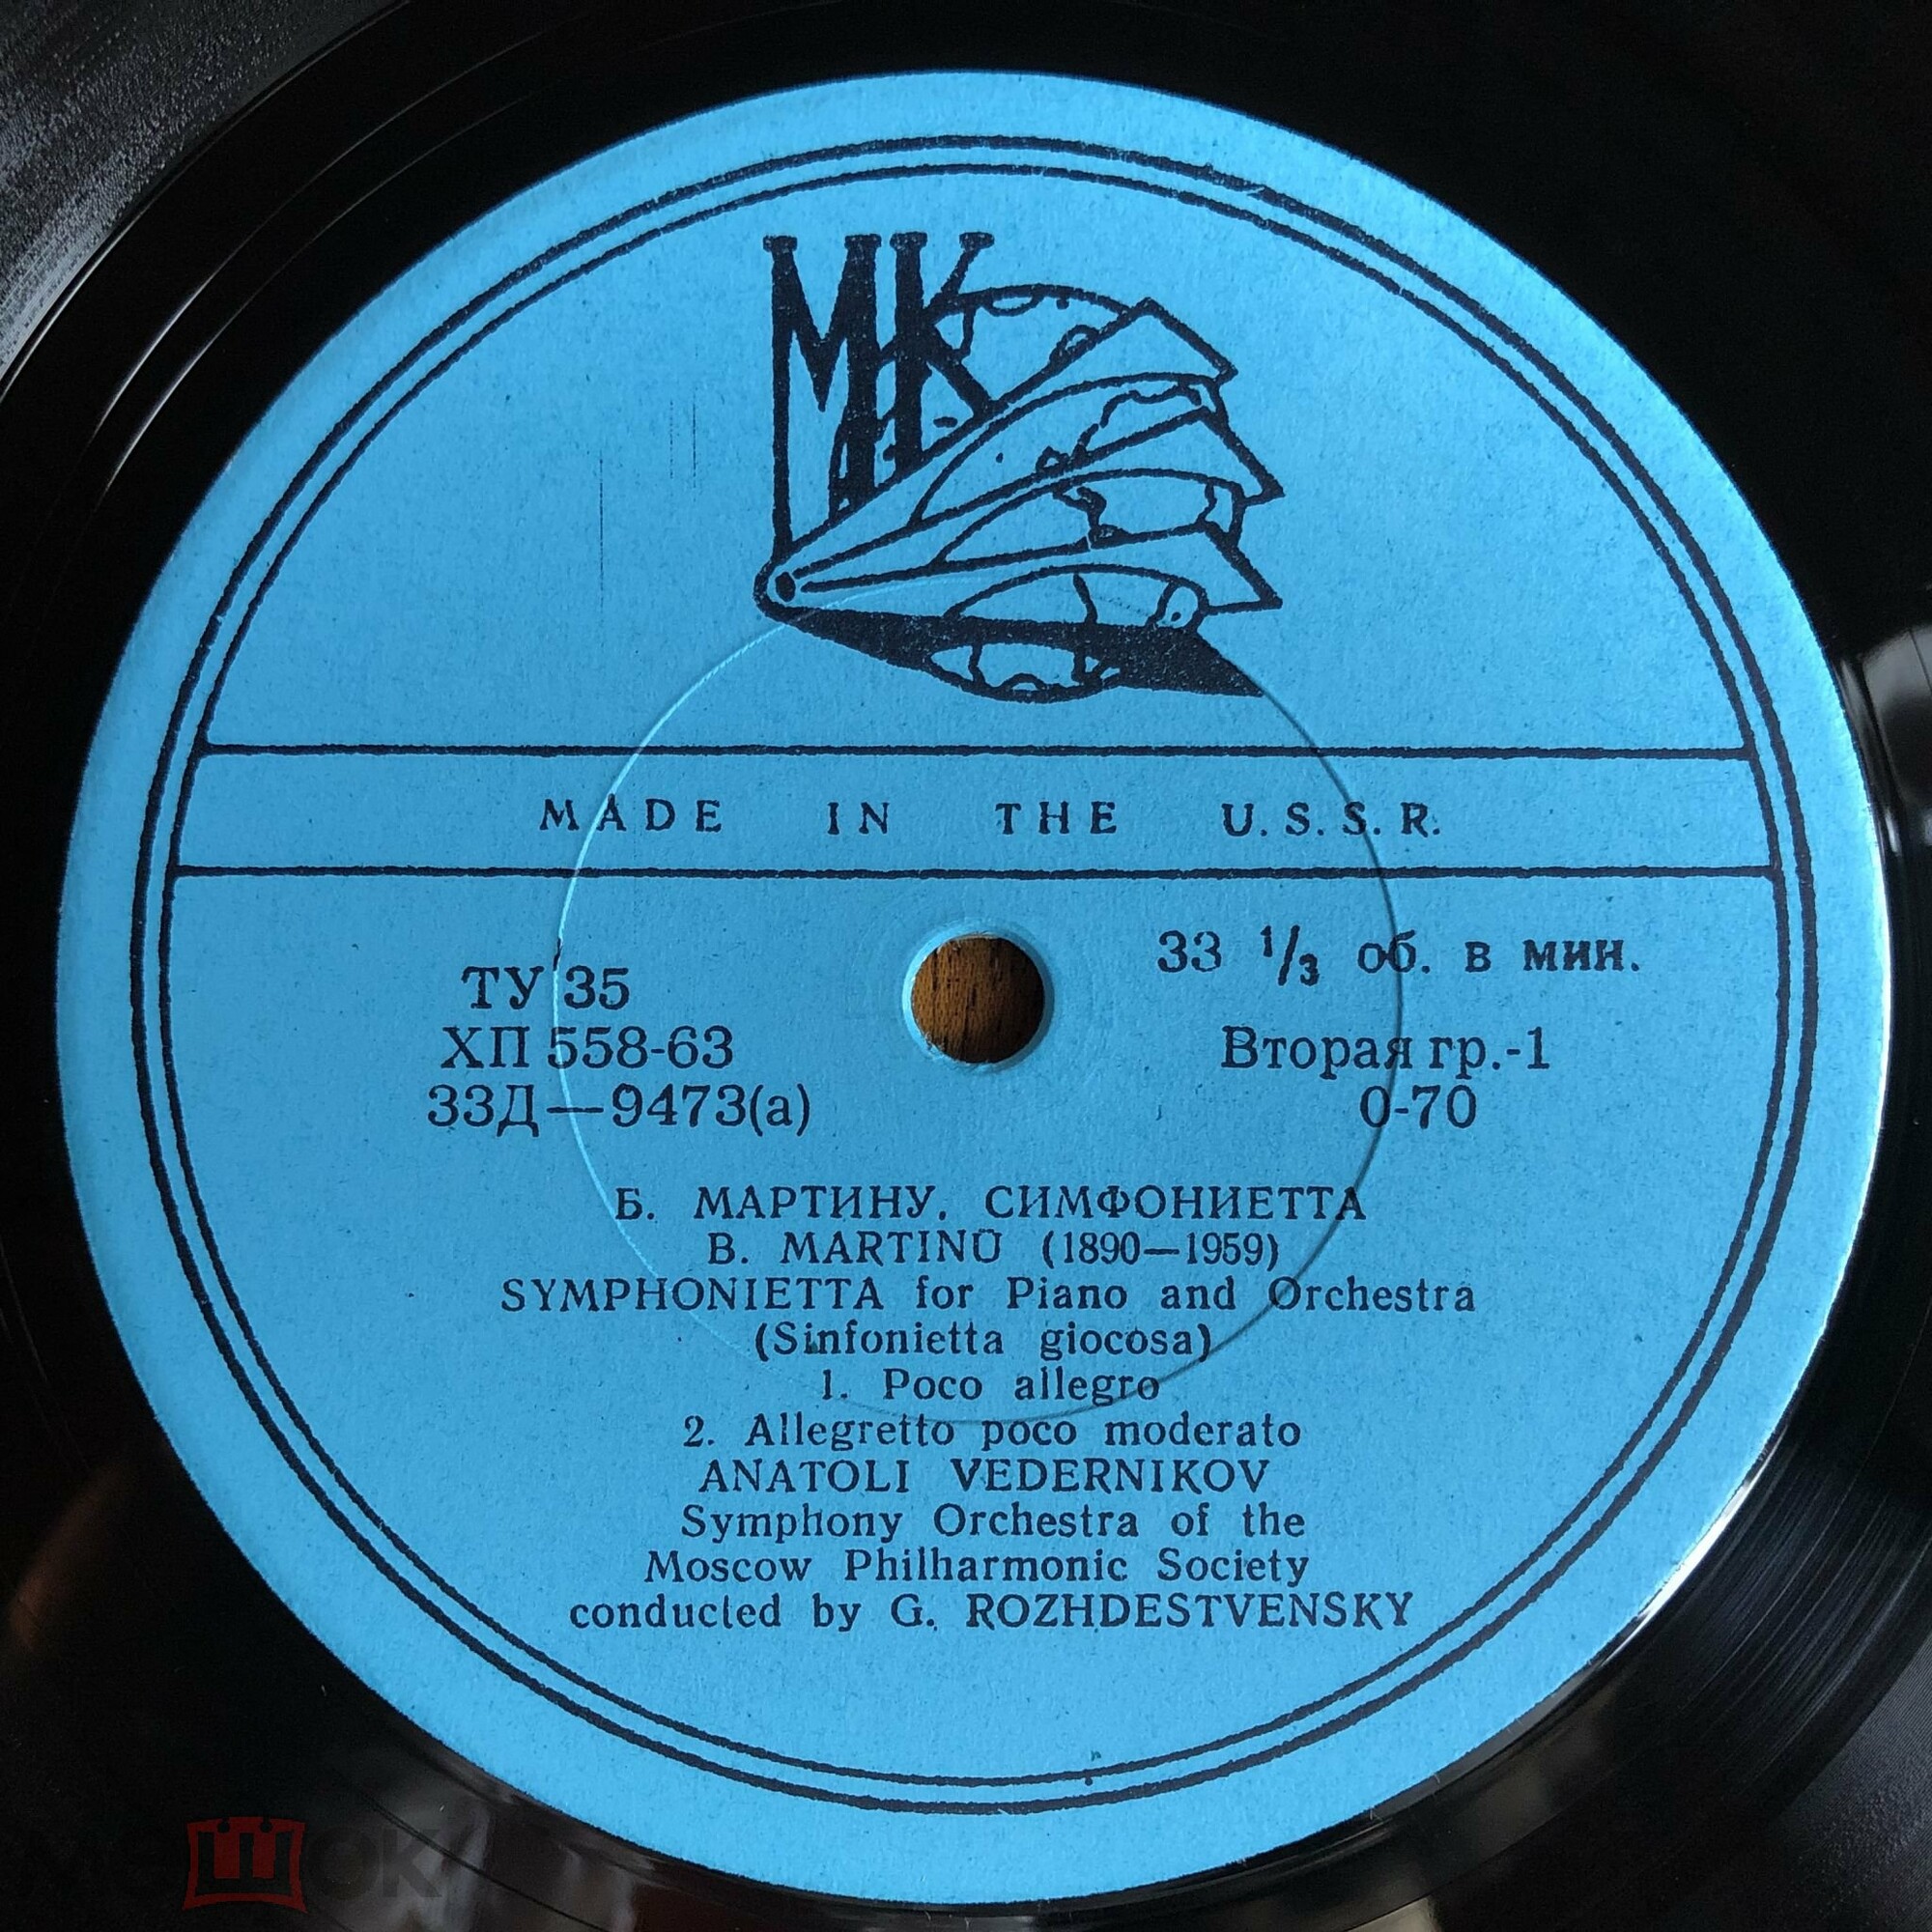 МК
MADE IN THE U.S.S.R.
33 1/3 об. в мин.
ТУ 35
ХП 558-63
33Д—9473(а)
Вторая гр.-1
0-70
Б. МАРТИНУ. СИМФОНИЕТТА
B. MARTINŪ (1890—1959)
SYMPHONIETTA for Piano and Orchestra
(Sinfonietta giocosa)
1. Poco allegro
2. Allegretto poco moderato
ANATOLI VEDERNIKOV
Symphony Orchestra of the
Moscow Philharmonic Society
conducted by G. ROZHDESTVENSKY
мешок